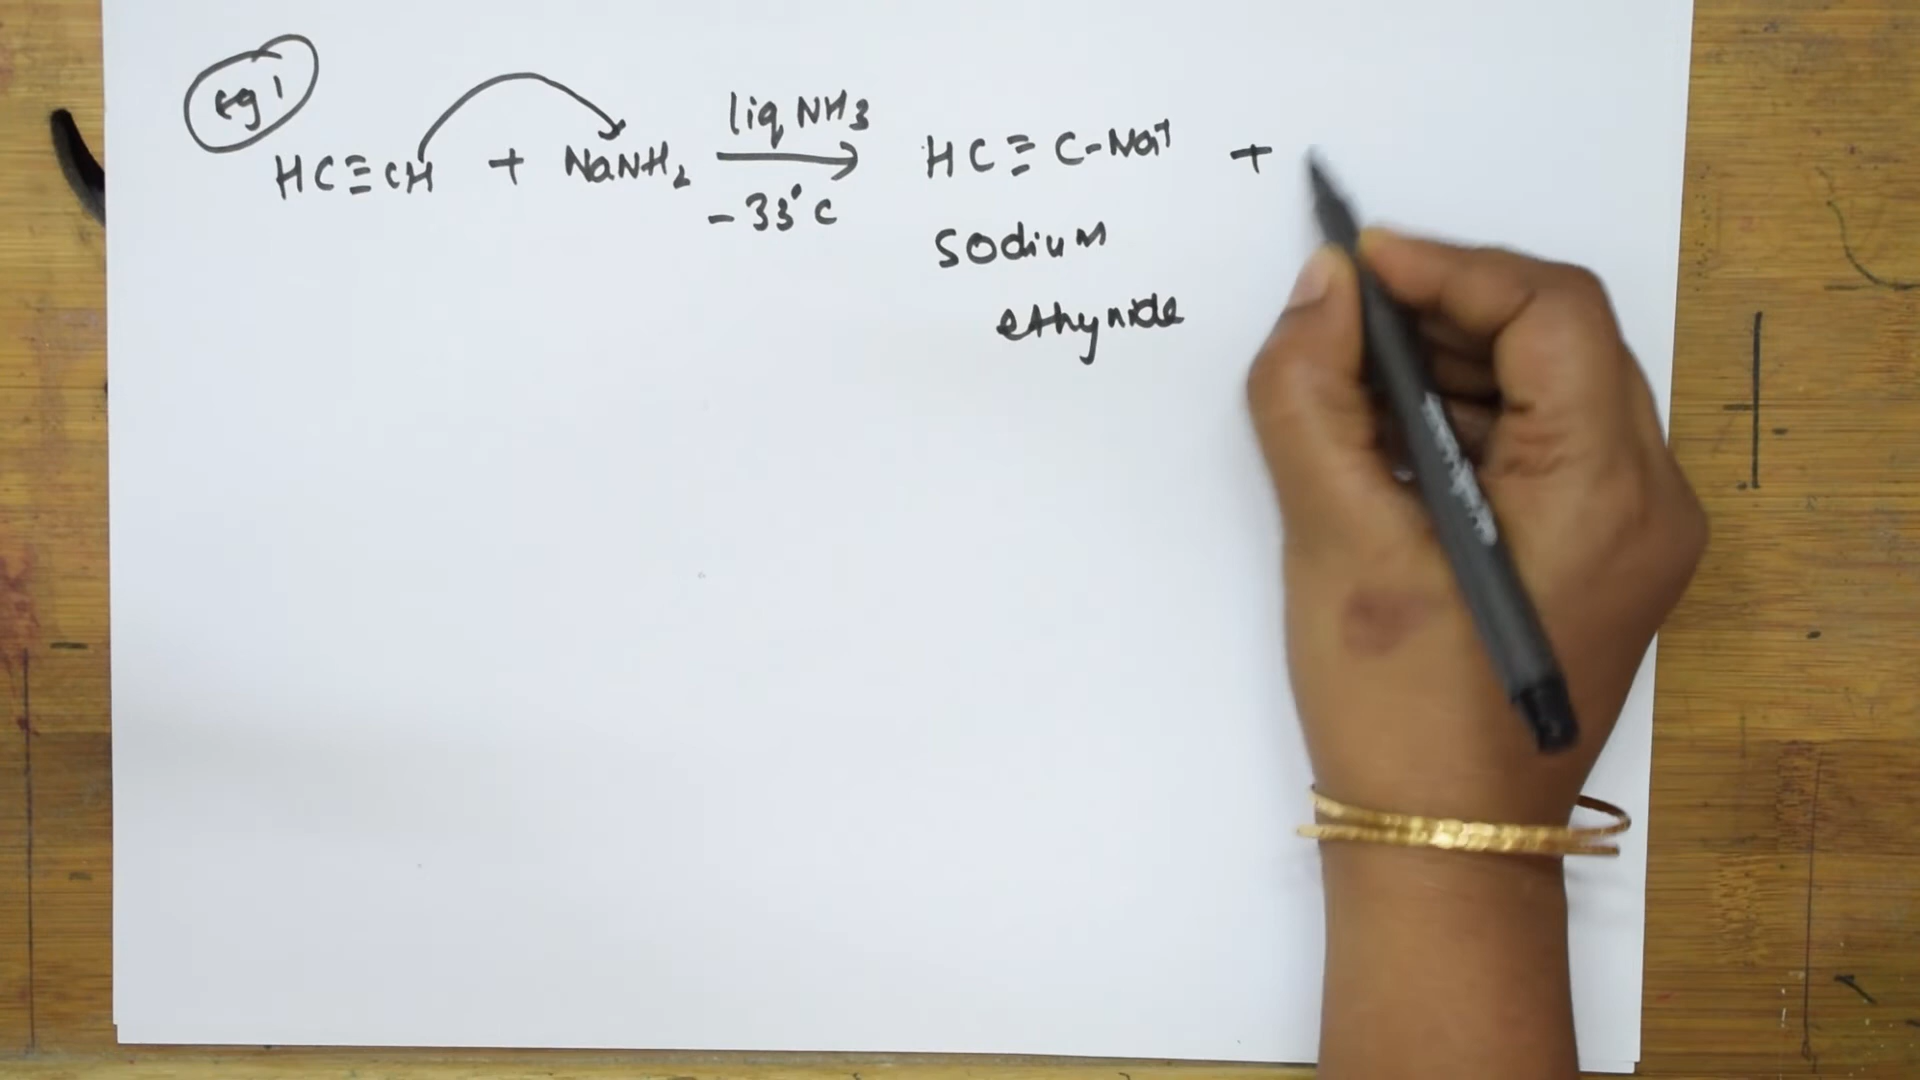 eg 1
HC≡CH + NaNH₂ liq NH₃ -33°C → HC≡C-Na⁺ +
Sodium
ethynide